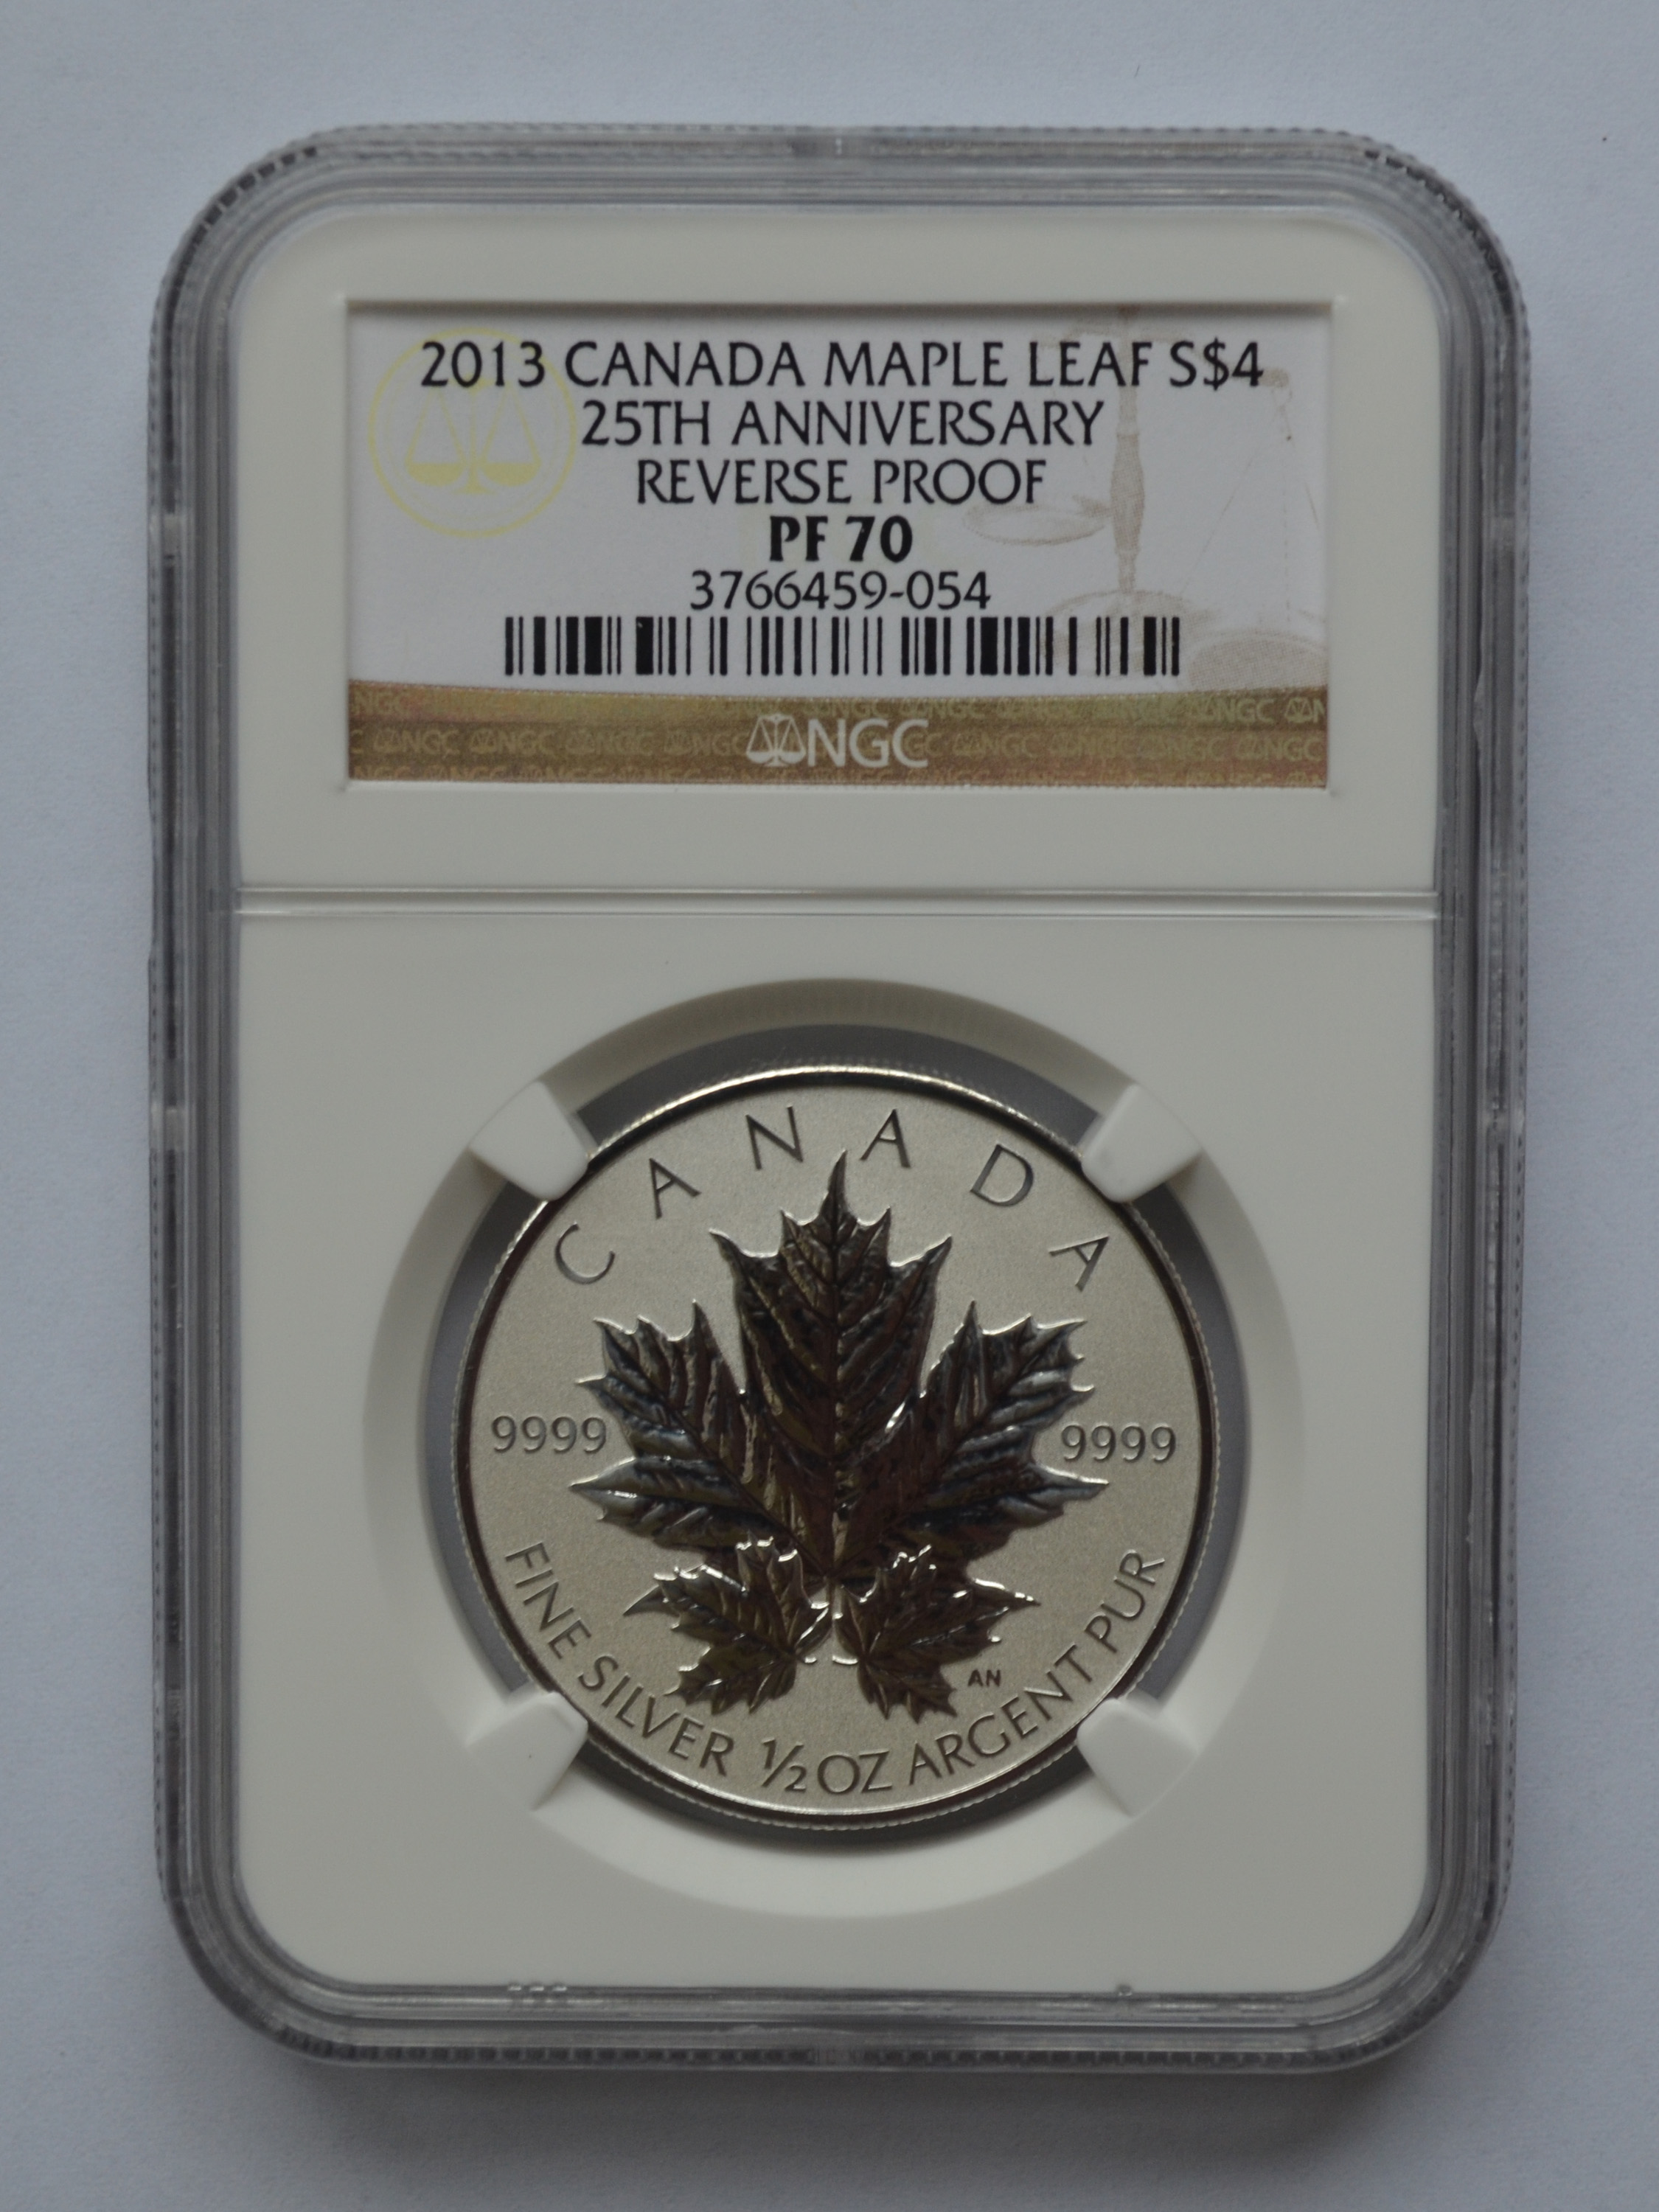 2013 CANADA MAPLE LEAF S$4
25TH ANNIVERSARY
REVERSE PROOF
PF 70
3766459-054
NGC
CANADA
9999 9999
AN
FINE SILVER 1/2 OZ ARGENT PUR